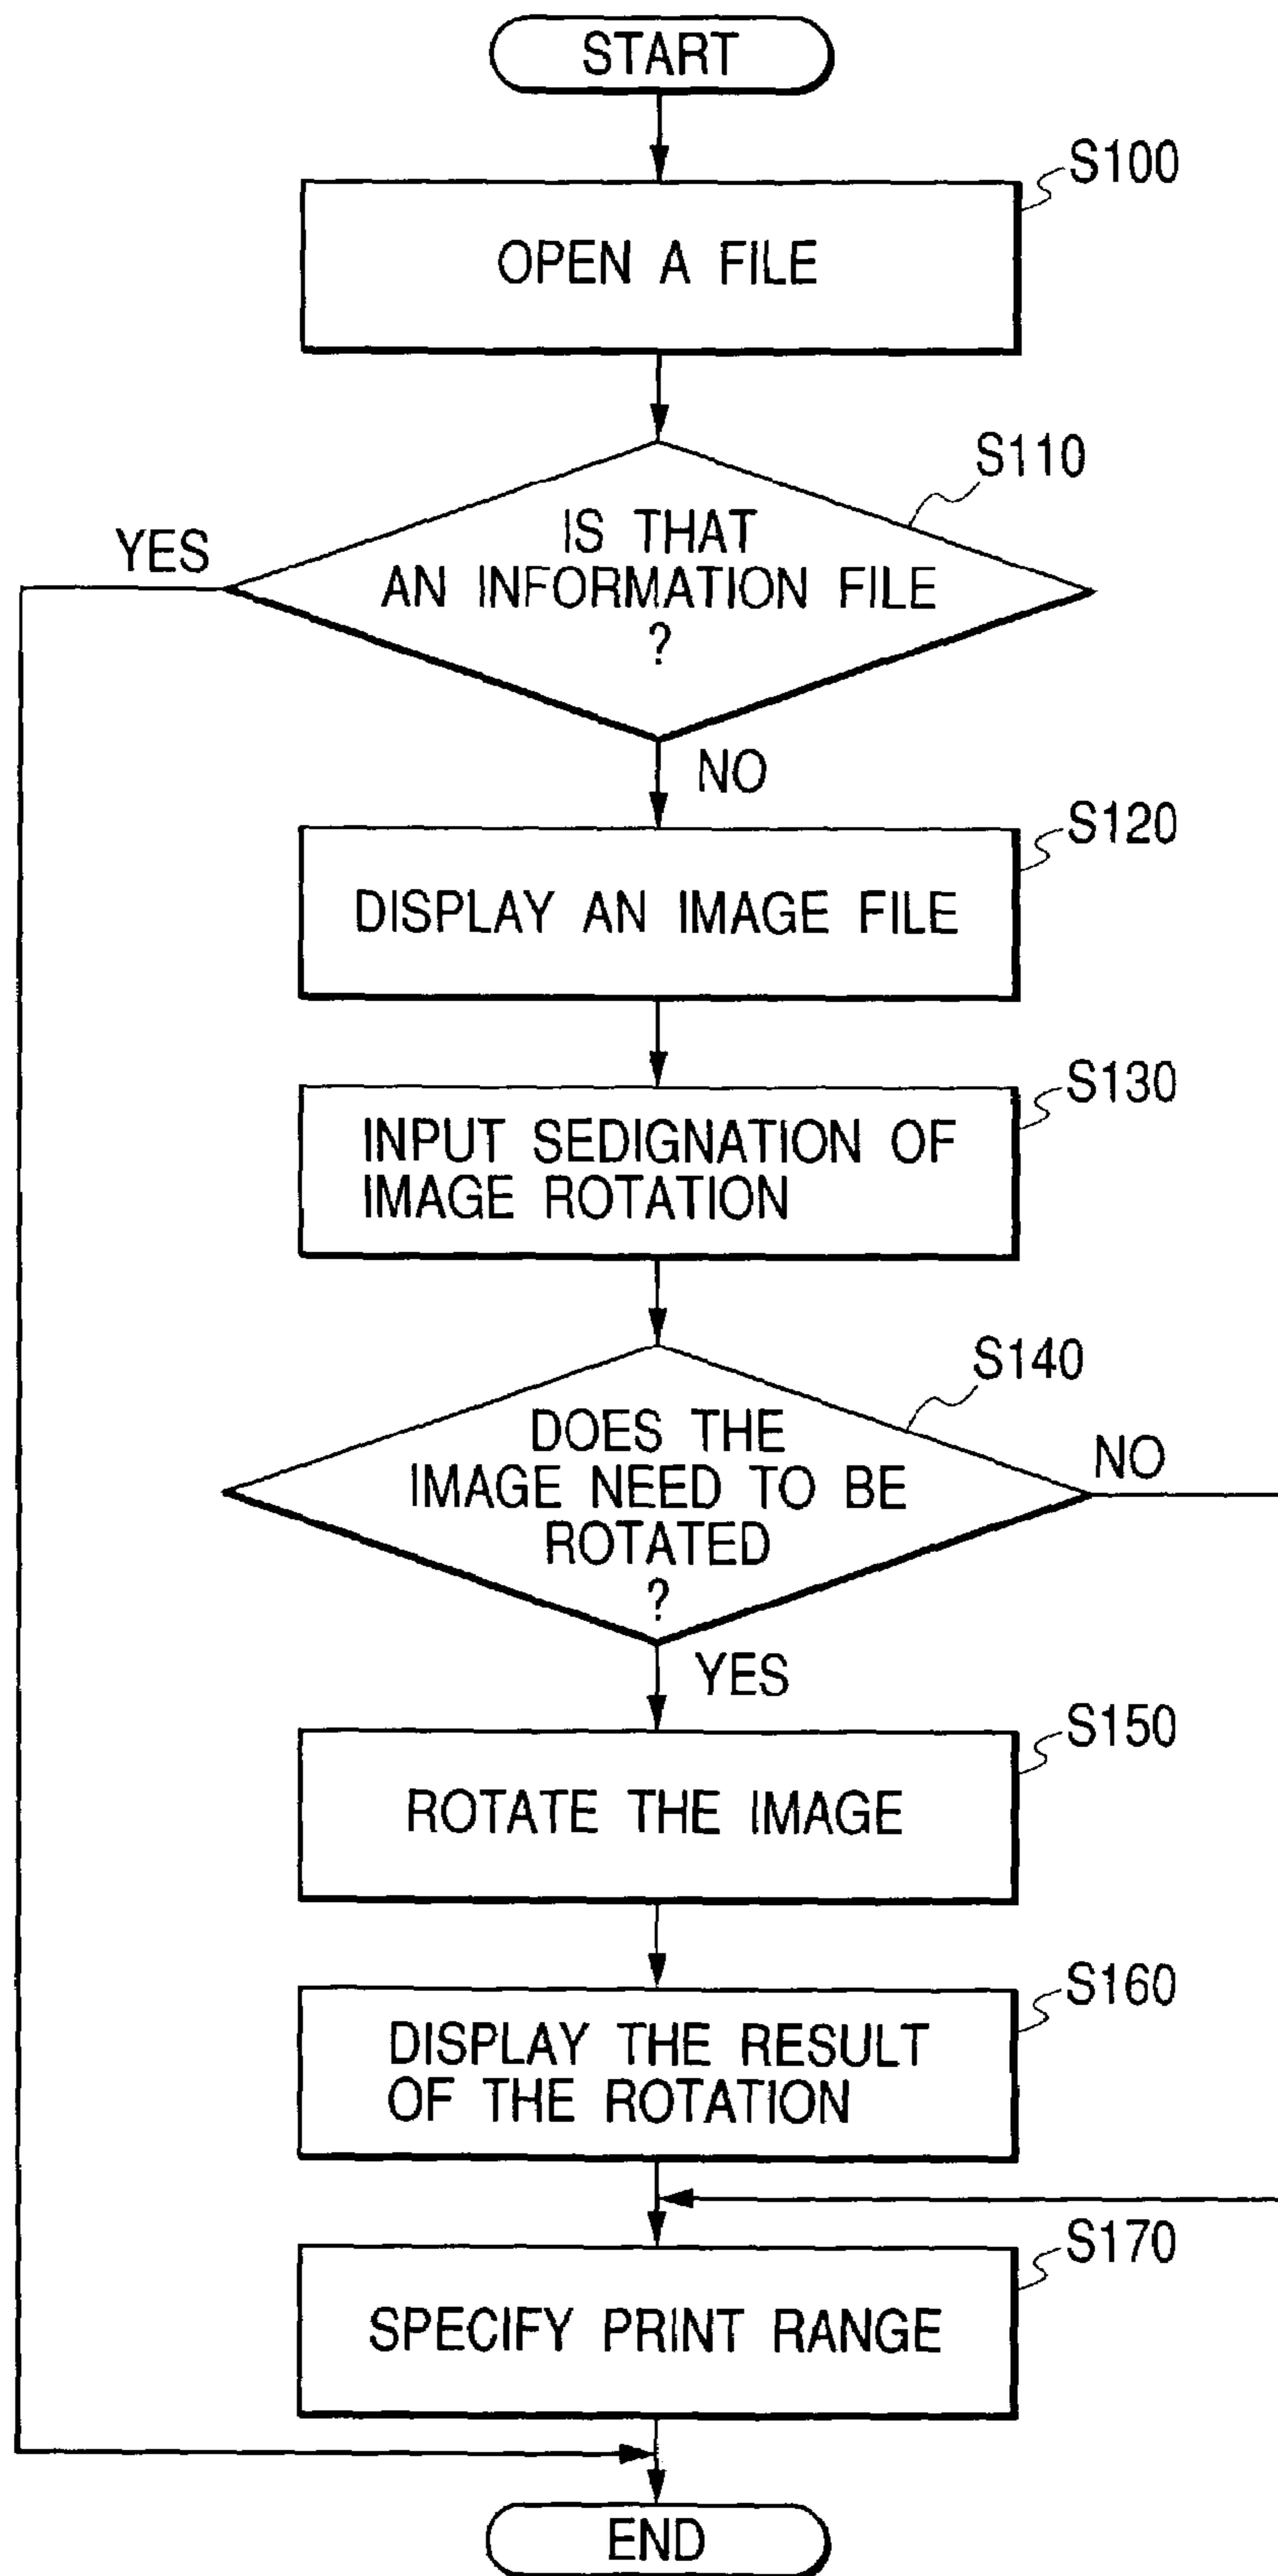 START
S100
OPEN A FILE
S110
YES
IS THAT
AN INFORMATION FILE
?
NO
S120
DISPLAY AN IMAGE FILE
S130
INPUT SEDIGNATION OF
IMAGE ROTATION
S140
DOES THE
IMAGE NEED TO BE
ROTATED
?
NO
YES
S150
ROTATE THE IMAGE
S160
DISPLAY THE RESULT
OF THE ROTATION
S170
SPECIFY PRINT RANGE
END